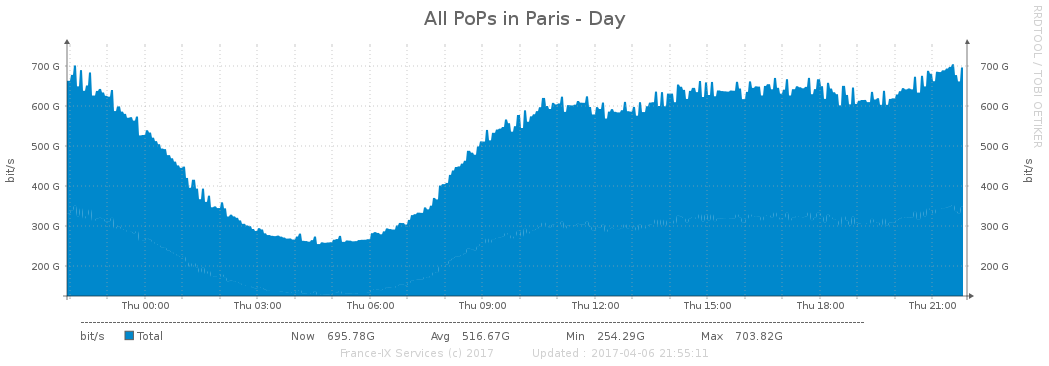 All PoPs in Paris - Day
RRDTOOL / TOBI OETIKER
bit/s
700 G
600 G
500 G
400 G
300 G
200 G
700 G
600 G
500 G
400 G
300 G
200 G
bit/s
Thu 00:00 Thu 03:00 Thu 06:00 Thu 09:00 Thu 12:00 Thu 15:00 Thu 18:00 Thu 21:00
bit/s Total Now 695.78G Avg 516.67G Min 254.29G Max 703.82G
France-IX Services (c) 2017 Updated : 2017-04-06 21:55:11